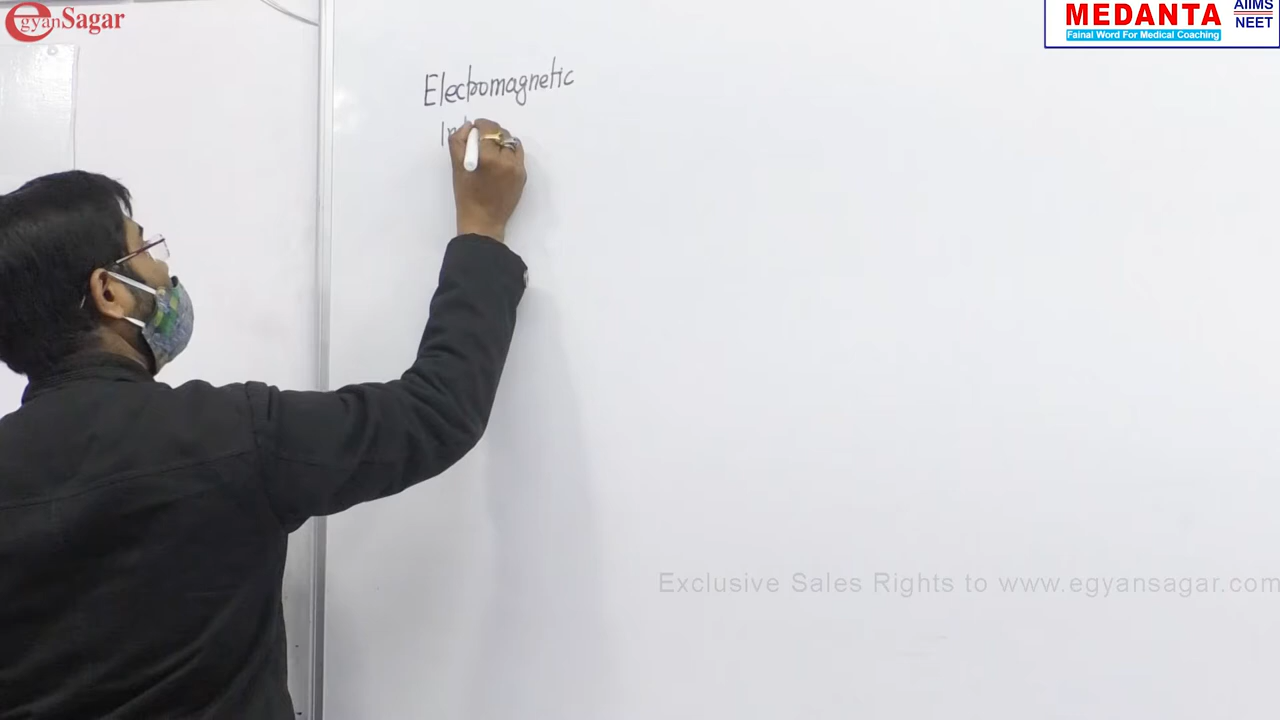 egyanSagar
MEDANTA
AIIMS
NEET
Fainal Word For Medical Coaching
Electromagnetic
Exclusive Sales Rights to www.egyansagar.com